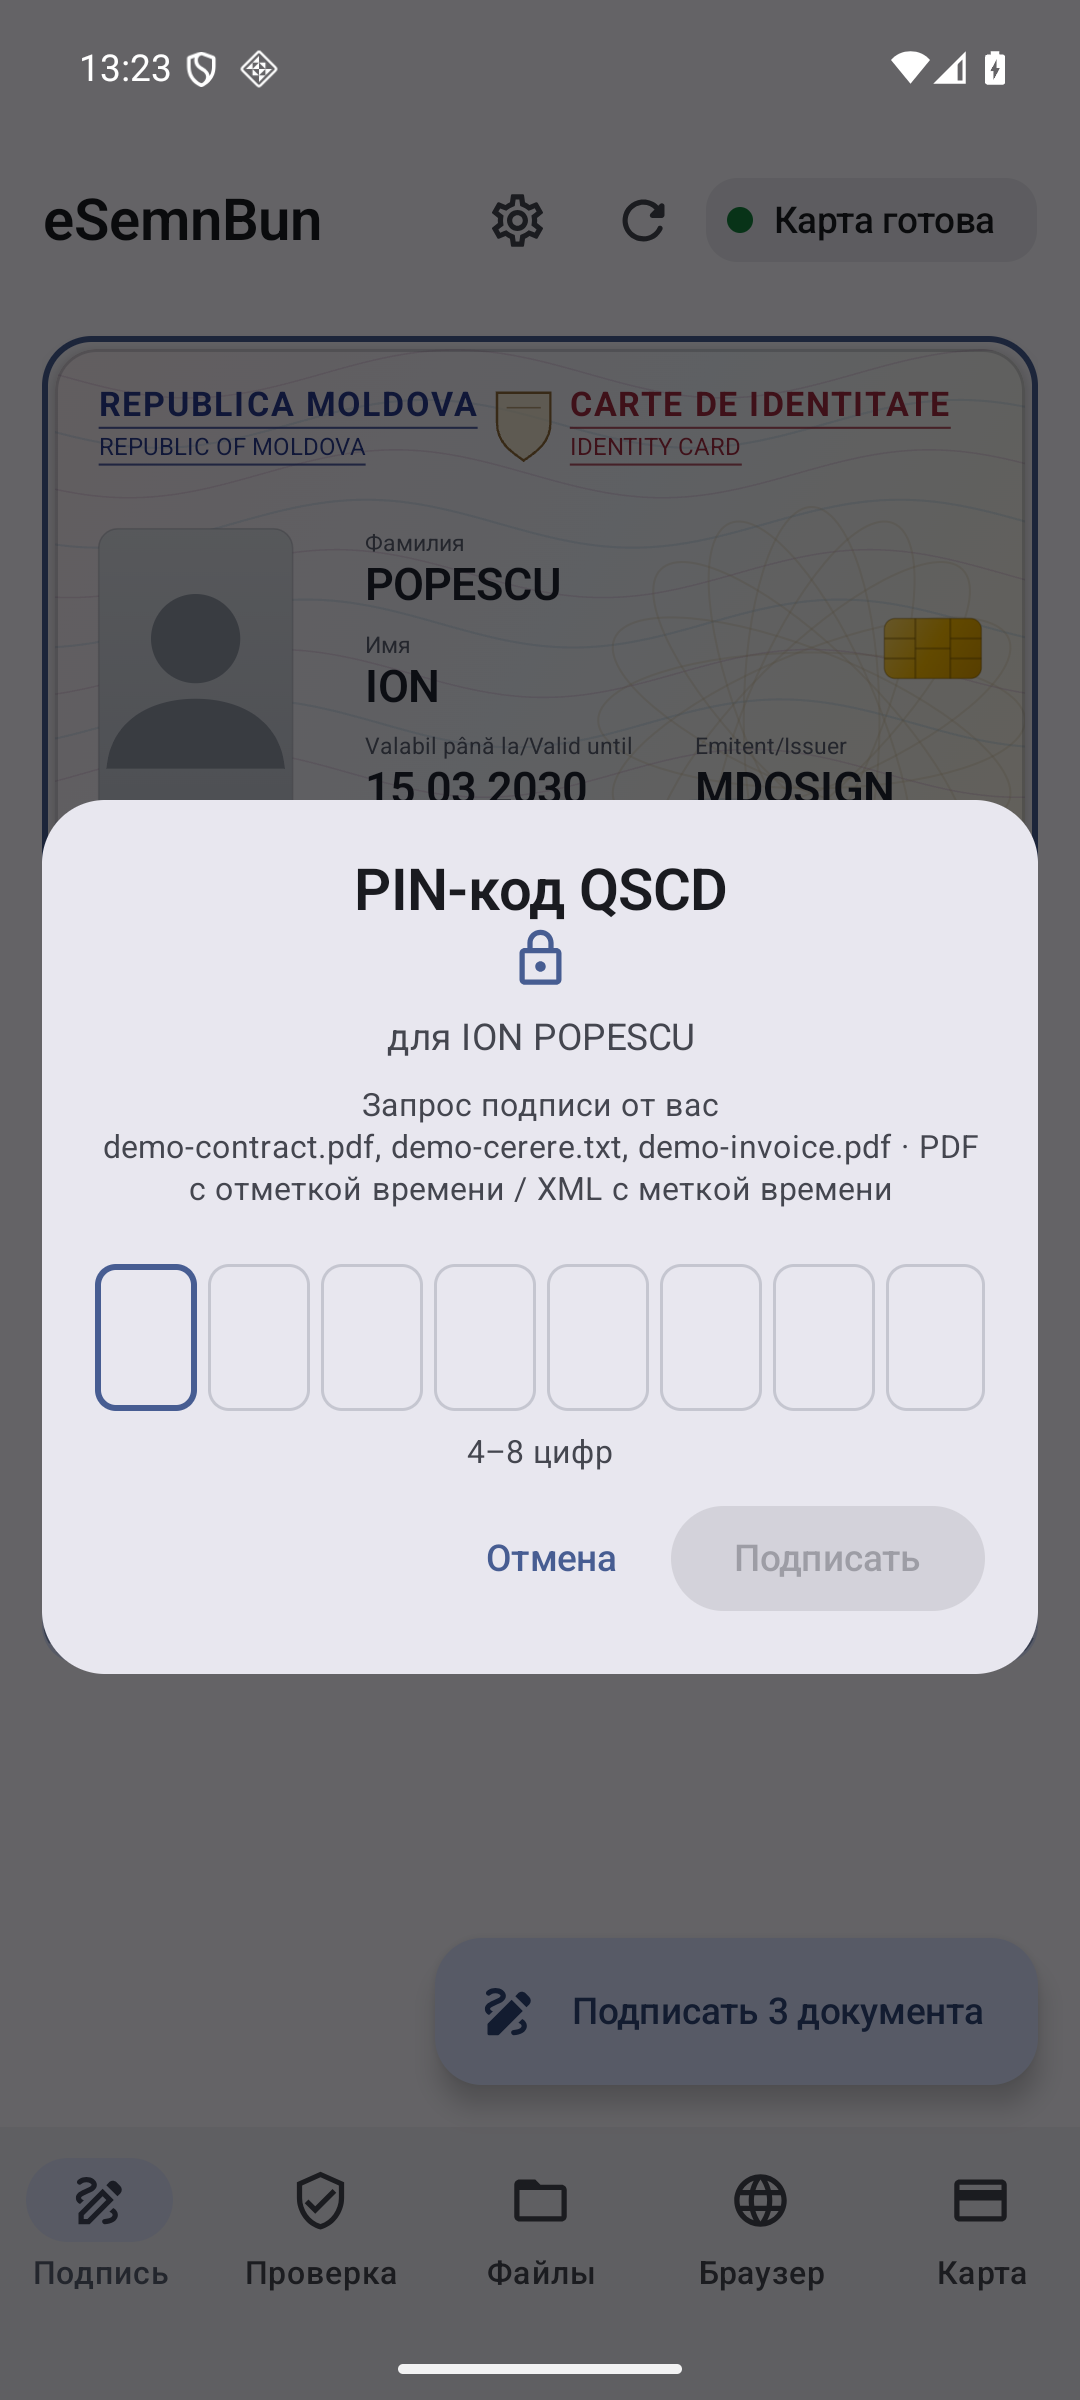 13:23
eSemnBun
Карта готова
REPUBLICA MOLDOVA
CARTE DE IDENTITATE
REPUBLIC OF MOLDOVA
IDENTITY CARD
Фамилия
POPESCU
Имя
ION
Valabil până la/Valid until
Emitent/Issuer
15 03 2030
MDOSIGN
PIN-код QSCD
для ION POPESCU
Запрос подписи от вас
demo-contract.pdf, demo-cerere.txt, demo-invoice.pdf · PDF
с отметкой времени / XML с меткой времени
4–8 цифр
Отмена
Подписать
Подписать 3 документа
Подпись
Проверка
Файлы
Браузер
Карта